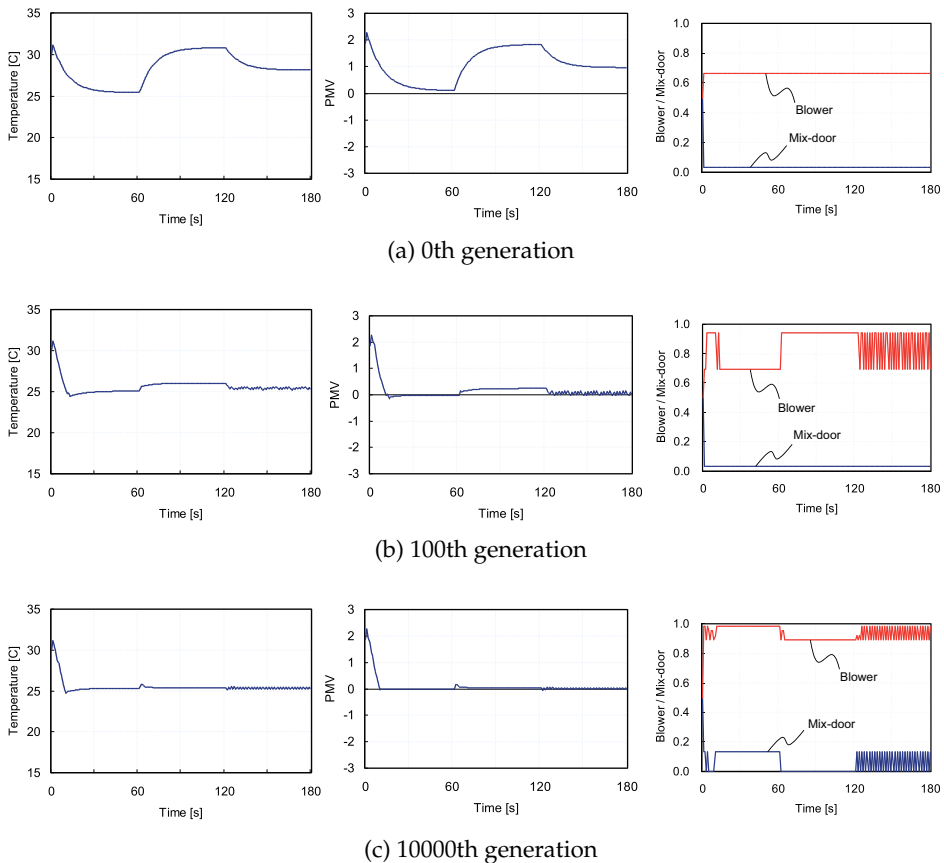 35
30
25
20
15
Temperature [C]
0 60 120 180
Time [s]
3
2
1
0
-1
-2
-3
PMV
0 60 120 180
Time [s]
1.0
0.8
0.6
0.4
0.2
0.0
Blower / Mix-door
Blower
Mix-door
0 60 120 180
Time [s]
(a) 0th generation
35
30
25
20
15
Temperature [C]
0 60 120 180
Time [s]
3
2
1
0
-1
-2
-3
PMV
0 60 120 180
Time [s]
1.0
0.8
0.6
0.4
0.2
0.0
Blower / Mix-door
Blower
Mix-door
0 60 120 180
Time [s]
(b) 100th generation
35
30
25
20
15
Temperature [C]
0 60 120 180
Time [s]
3
2
1
0
-1
-2
-3
PMV
0 60 120 180
Time [s]
1.0
0.8
0.6
0.4
0.2
0.0
Blower / Mix-door
Blower
Mix-door
0 60 120 180
Time [s]
(c) 10000th generation